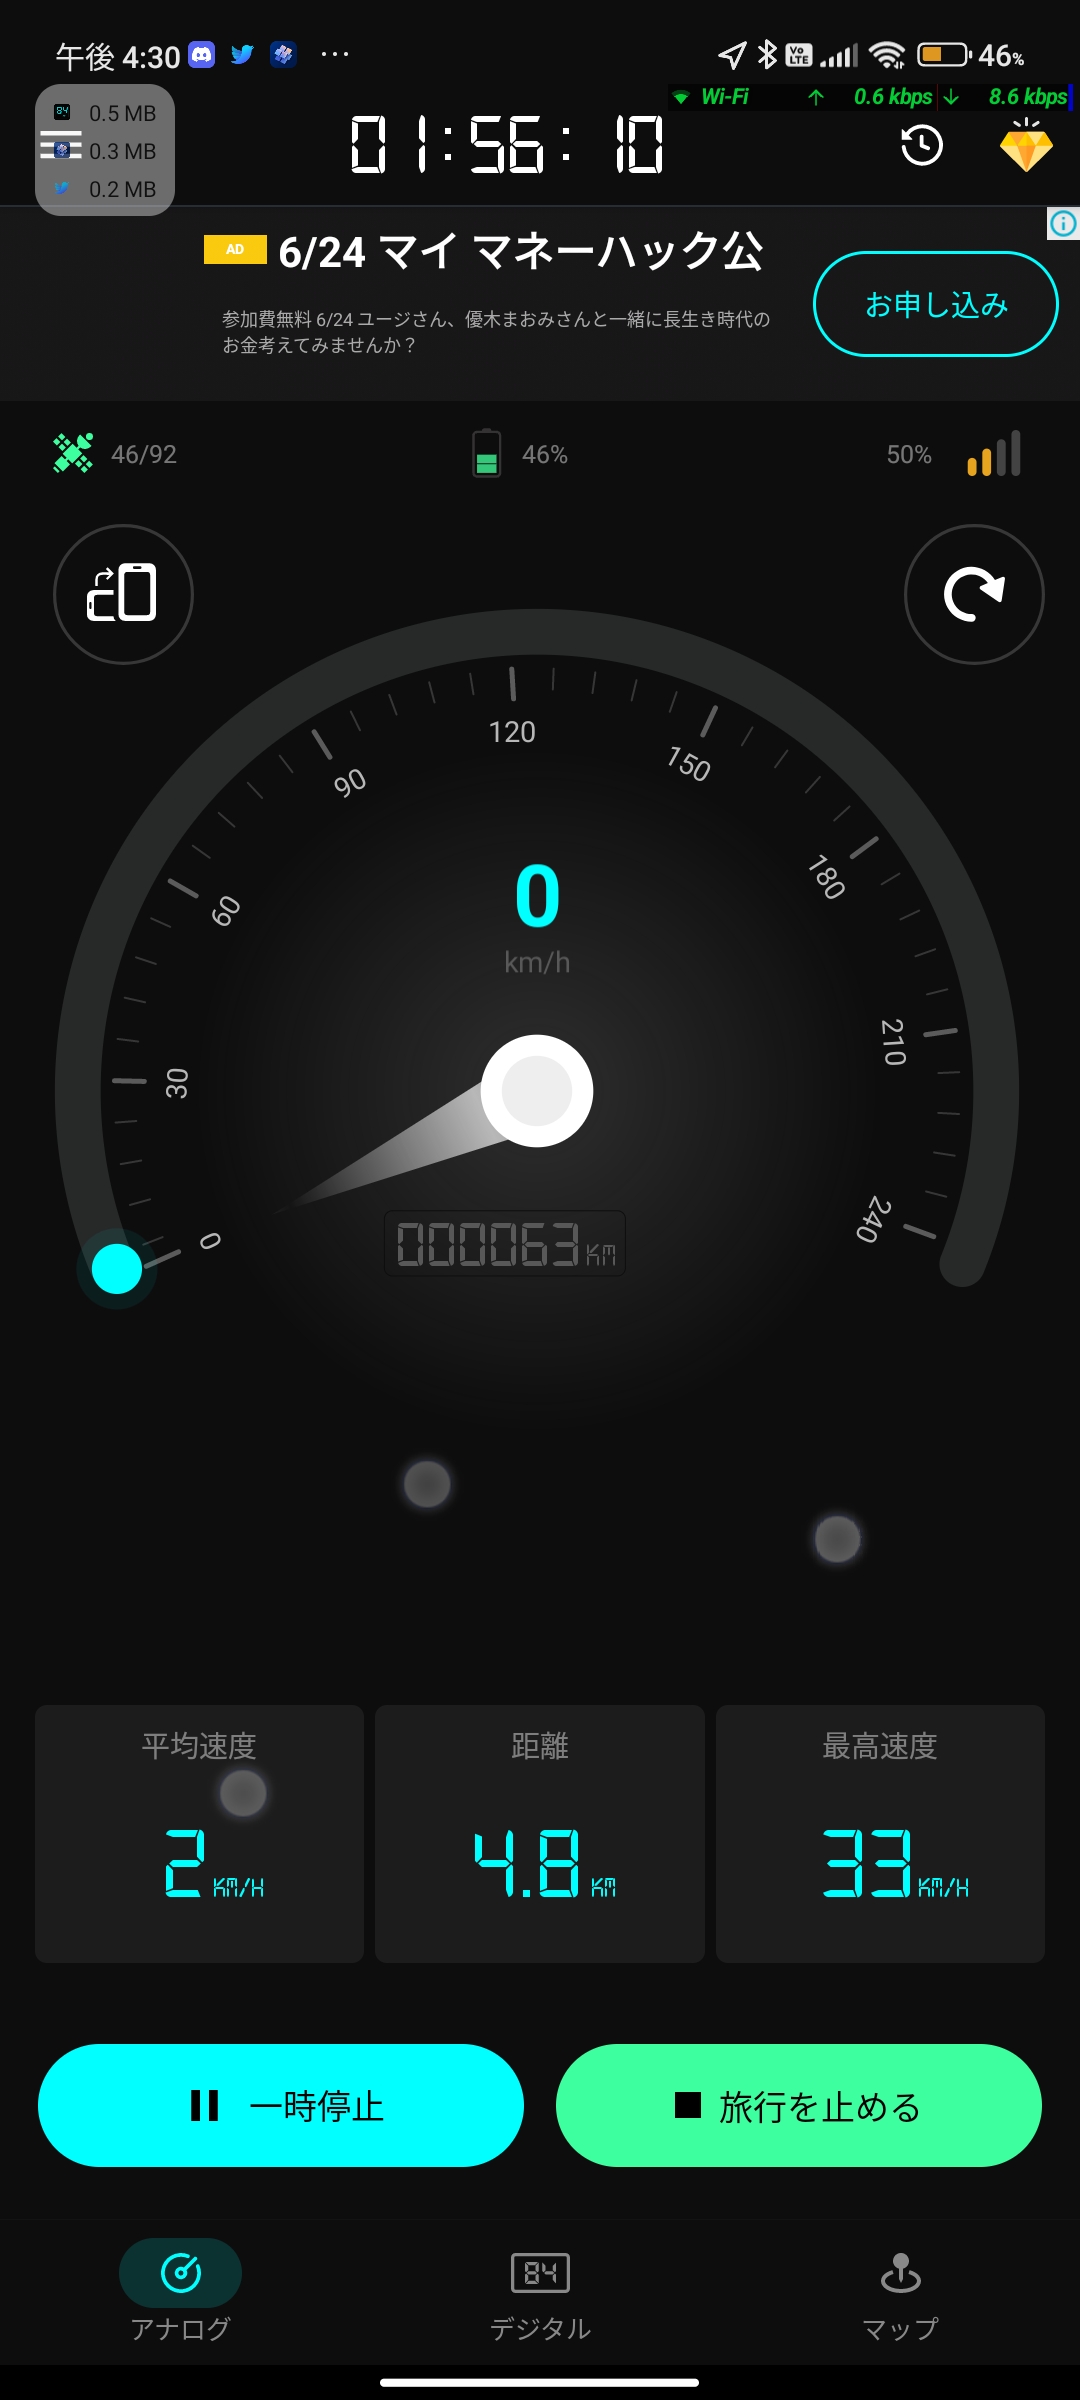 午後 4:30 ... 46%
Wi-Fi ↑ 0.6 kbps ↓ 8.6 kbps
0.5 MB
0.3 MB
0.2 MB
01:56:10
AD 6/24 マイ マネーハック公
参加費無料 6/24 ユージさん、優木まおみさんと一緒に長生き時代の
お金考えてみませんか？
お申し込み
46/92 46% 50%
0
30
60
90
120
150
180
210
240
0
km/h
000063 KM
平均速度
2 KM/H
距離
4.8 KM
最高速度
33 KM/H
一時停止
旅行を止める
アナログ
84
デジタル
マップ